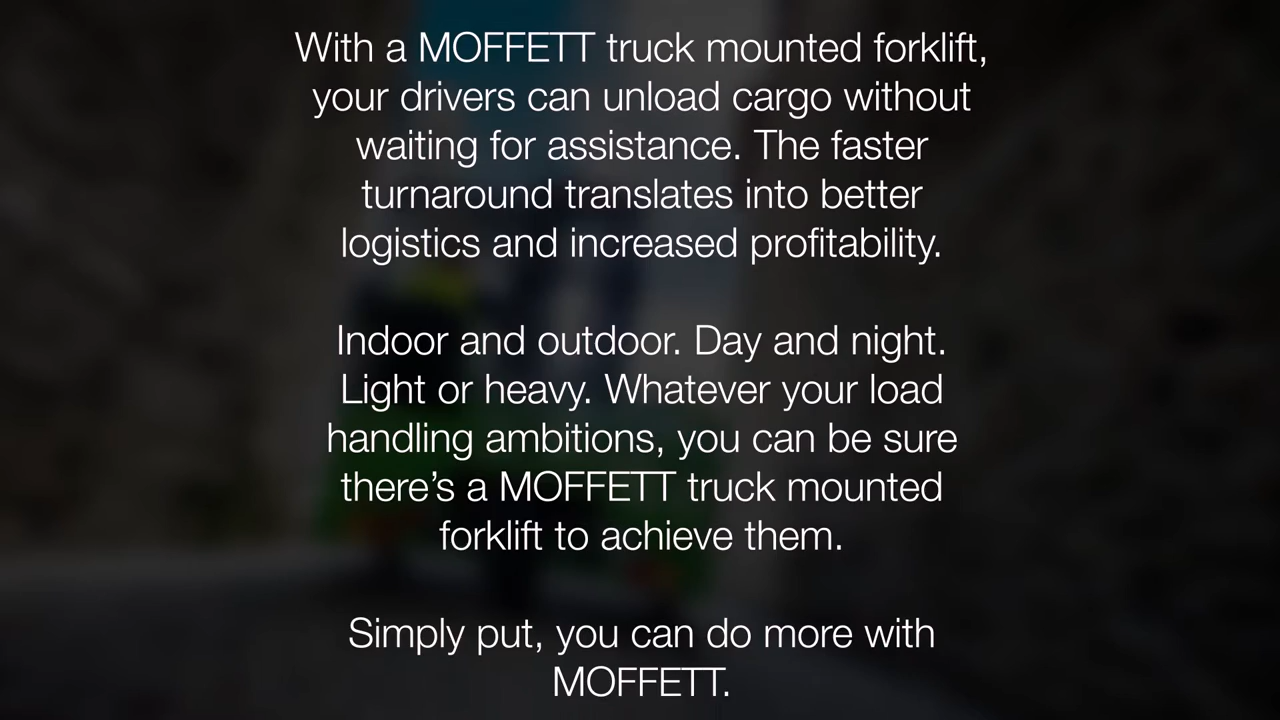 With a MOFFETT truck mounted forklift,
your drivers can unload cargo without
waiting for assistance. The faster
turnaround translates into better
logistics and increased profitability.
Indoor and outdoor. Day and night.
Light or heavy. Whatever your load
handling ambitions, you can be sure
there’s a MOFFETT truck mounted
forklift to achieve them.
Simply put, you can do more with
MOFFETT.